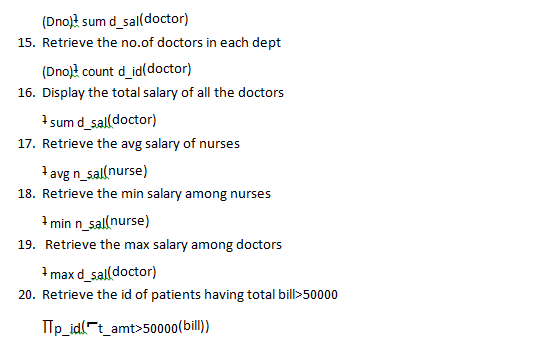 (Dno)ℷ sum d_sal(doctor)
15. Retrieve the no.of doctors in each dept
(Dno)ℷ count d_id(doctor)
16. Display the total salary of all the doctors
ℷ sum d_sal(doctor)
17. Retrieve the avg salary of nurses
ℷ avg n_sal(nurse)
18. Retrieve the min salary among nurses
ℷ min n_sal(nurse)
19. Retrieve the max salary among doctors
ℷ max d_sal(doctor)
20. Retrieve the id of patients having total bill>50000
∏p_id(⌐t_amt>50000(bill))